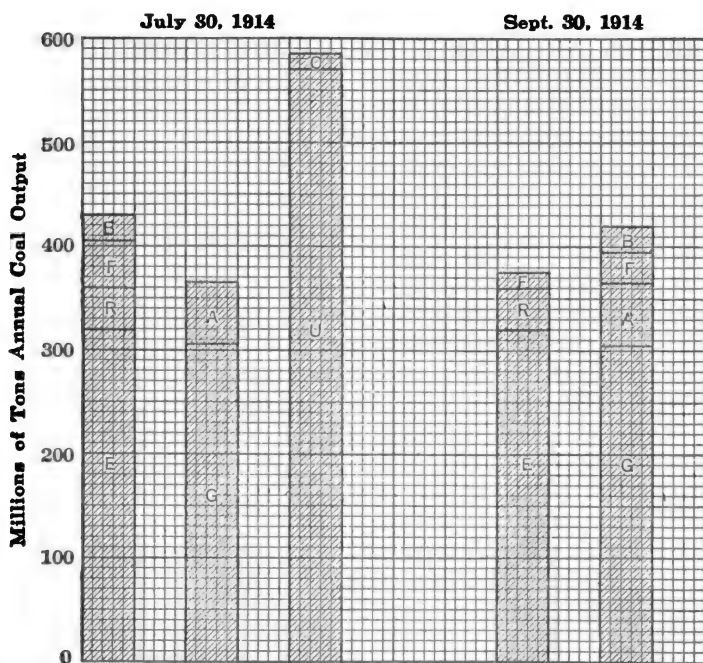 July 30, 1914
Sept. 30, 1914
Millions of Tons Annual Coal Output
600
500
400
300
200
100
0
B
F
R
E
A
G
C
U
F
R
E
B
F
A
G